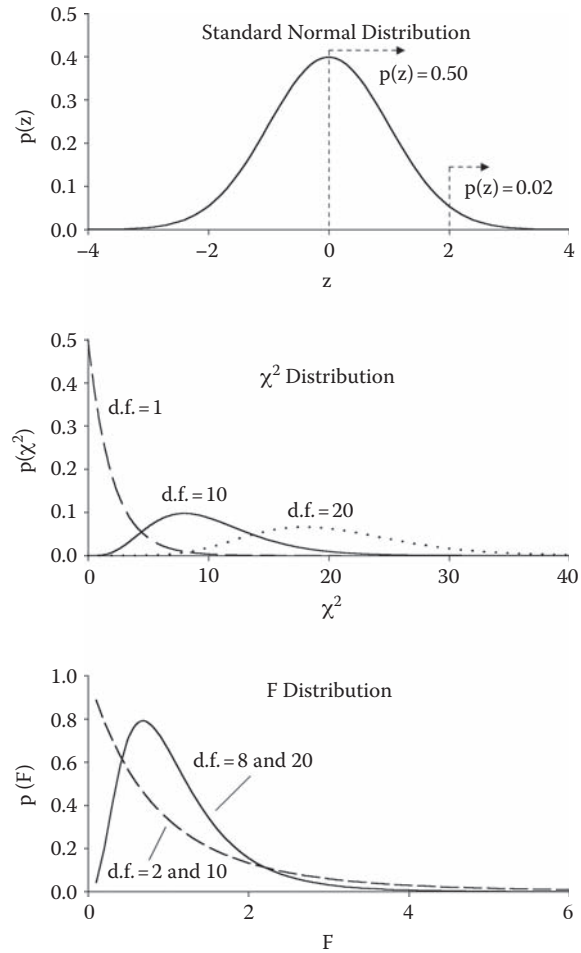 Standard Normal Distribution
p(z) = 0.50
p(z) = 0.02
0.5
0.4
0.3
0.2
0.1
0.0
p(z)
−4
−2
0
2
4
z
χ² Distribution
d.f. = 1
d.f. = 10
d.f. = 20
0.5
0.4
0.3
0.2
0.1
0.0
p(χ²)
0
10
20
30
40
χ²
F Distribution
d.f. = 8 and 20
d.f. = 2 and 10
1.0
0.8
0.6
0.4
0.2
0.0
p (F)
0
2
4
6
F